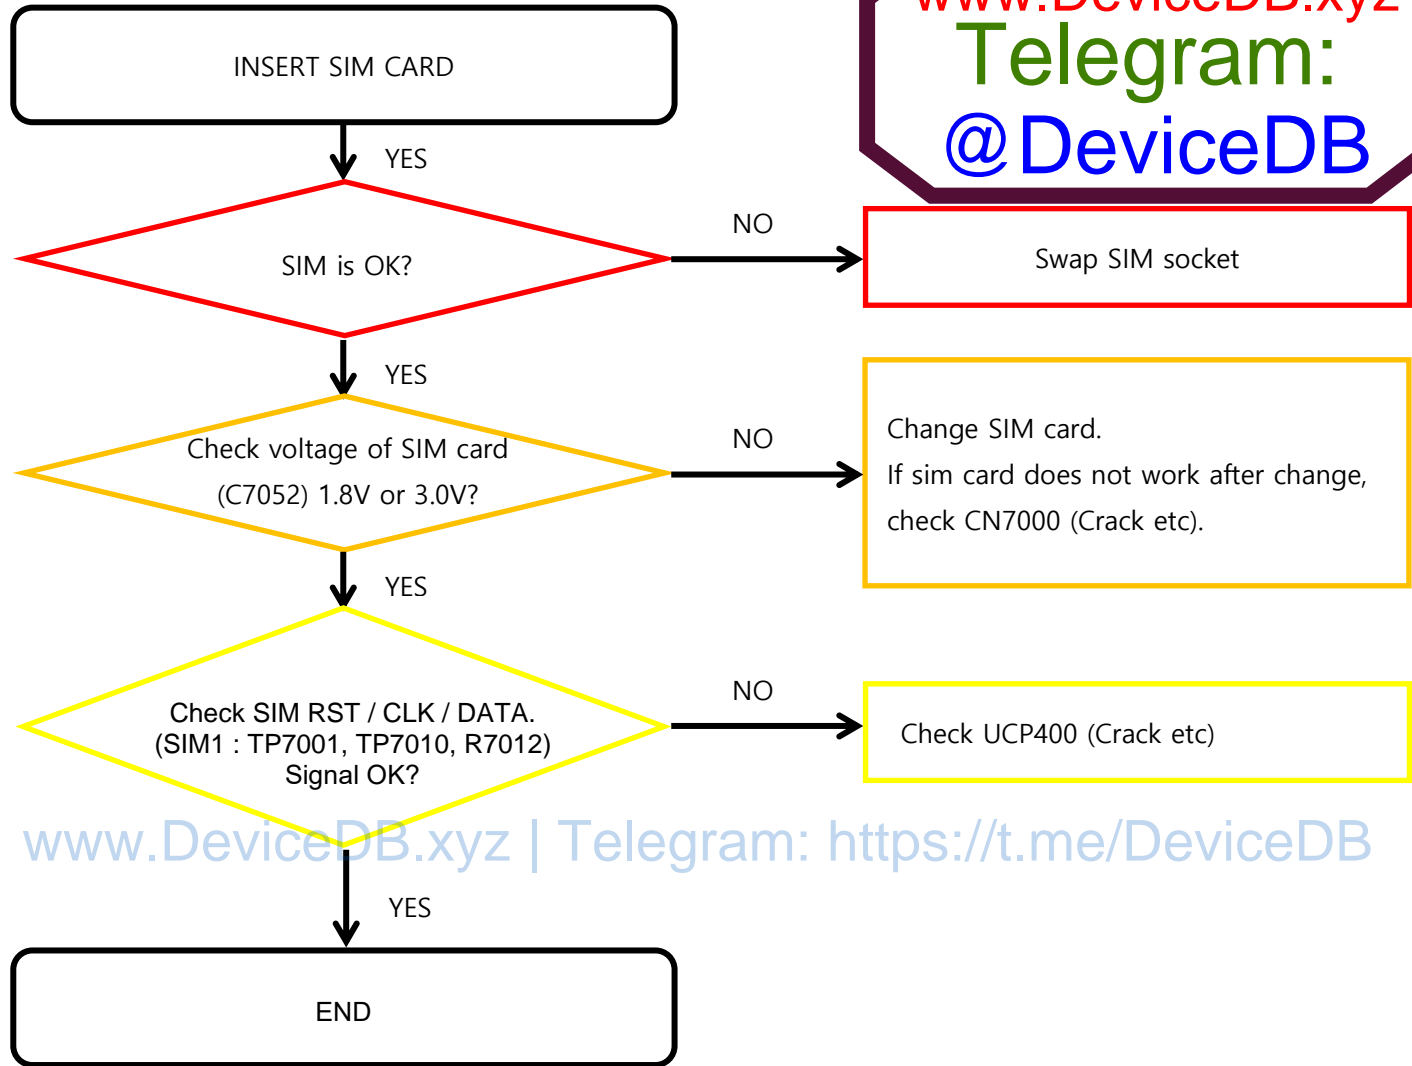 www.DeviceDB.xyz
Telegram:
@DeviceDB
INSERT SIM CARD
YES
SIM is OK?
NO
Swap SIM socket
YES
Check voltage of SIM card
(C7052) 1.8V or 3.0V?
NO
Change SIM card.
If sim card does not work after change,
check CN7000 (Crack etc).
YES
Check SIM RST / CLK / DATA.
(SIM1 : TP7001, TP7010, R7012)
Signal OK?
NO
Check UCP400 (Crack etc)
www.DeviceDB.xyz | Telegram: https://t.me/DeviceDB
YES
END